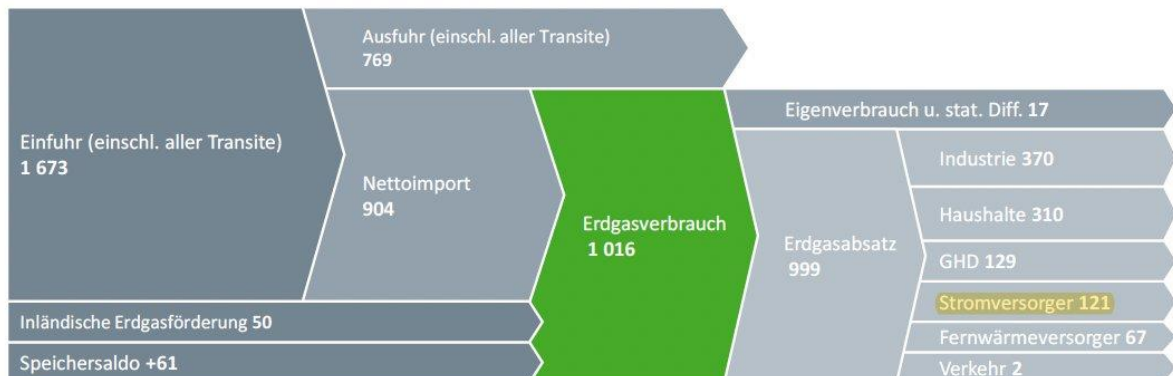 Ausfuhr (einschl. aller Transite)
769
Einfuhr (einschl. aller Transite)
1 673
Nettoimport
904
Inländische Erdgasförderung 50
Speichersaldo +61
Erdgasverbrauch
1 016
Eigenverbrauch u. stat. Diff. 17
Erdgasabsatz
999
Industrie 370
Haushalte 310
GHD 129
Stromversorger 121
Fernwärmeversorger 67
Verkehr 2